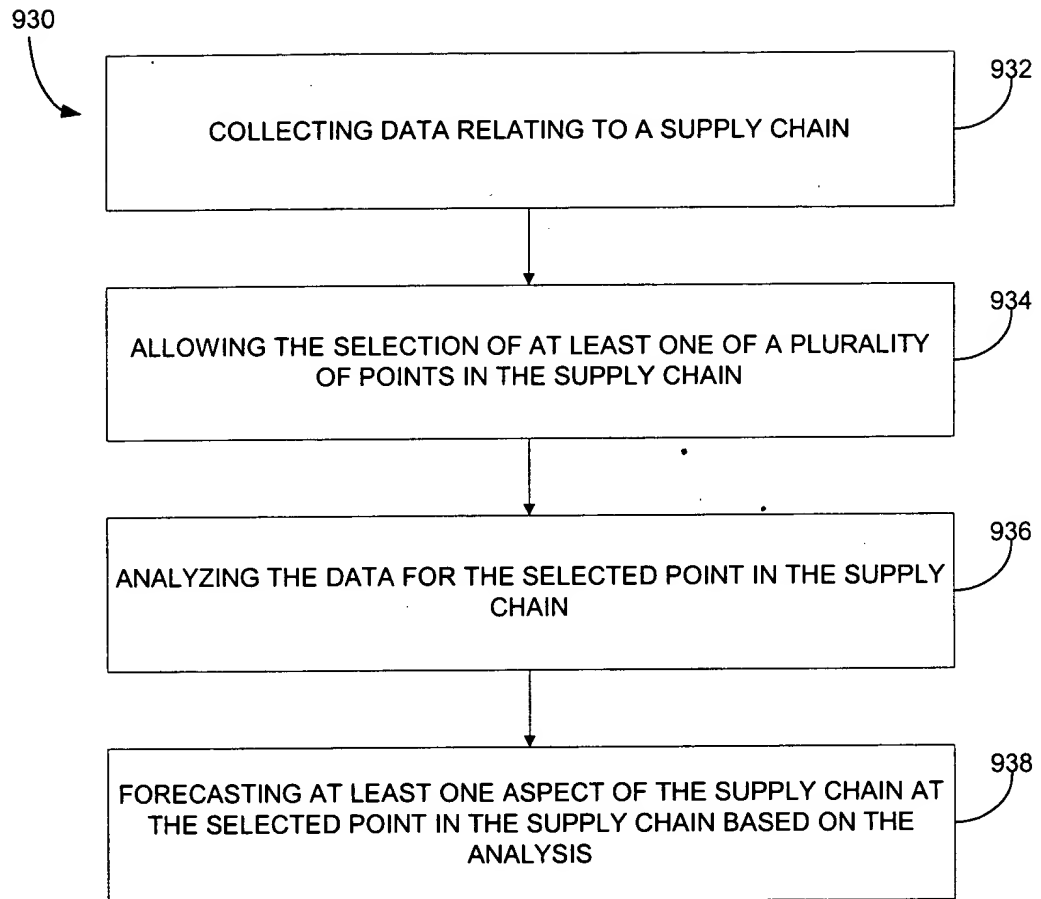 930
932
COLLECTING DATA RELATING TO A SUPPLY CHAIN
934
ALLOWING THE SELECTION OF AT LEAST ONE OF A PLURALITY
OF POINTS IN THE SUPPLY CHAIN
936
ANALYZING THE DATA FOR THE SELECTED POINT IN THE SUPPLY
CHAIN
938
FORECASTING AT LEAST ONE ASPECT OF THE SUPPLY CHAIN AT
THE SELECTED POINT IN THE SUPPLY CHAIN BASED ON THE
ANALYSIS